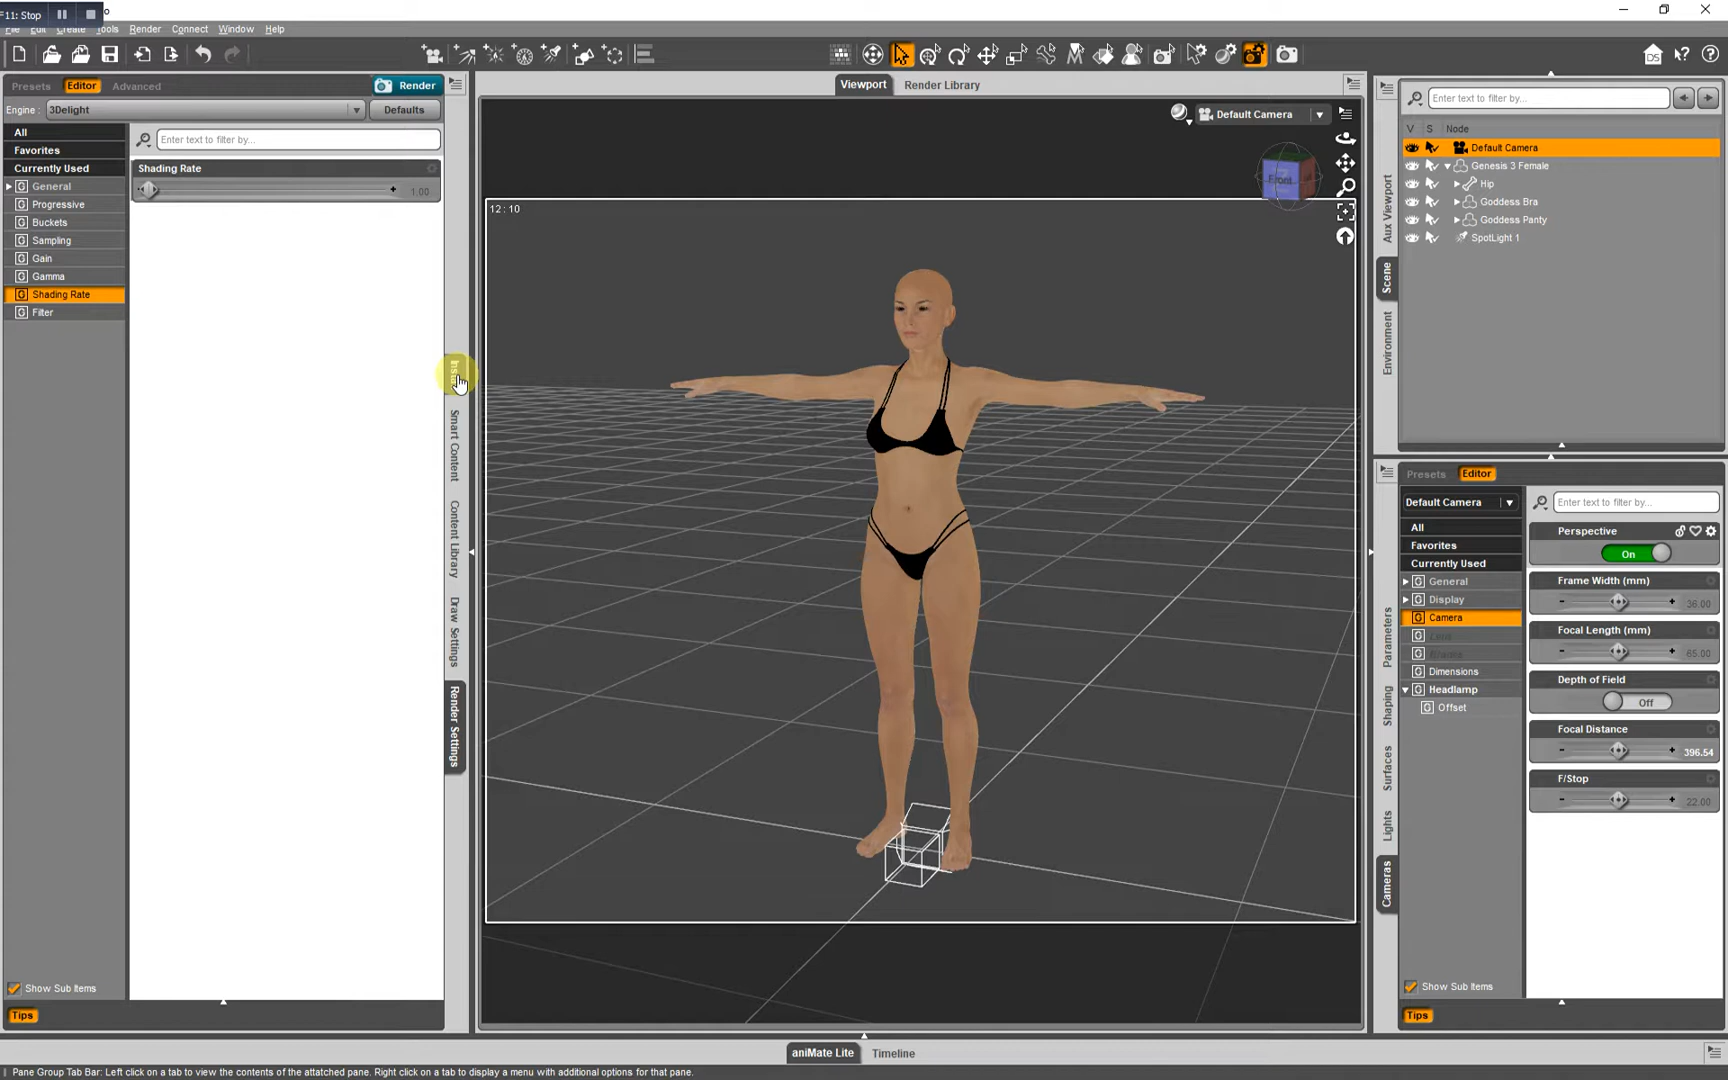 F11: Stop
File Edit Create Tools Render Connect Window Help
Presets Editor Advanced Render
Engine : 3Delight Defaults
All
Favorites
Currently Used
General
Progressive
Buckets
Sampling
Gain
Gamma
Shading Rate
Filter
Enter text to filter by...
Shading Rate
1.00
Show Sub Items
Tips
Smart Content
Content Library
Draw Settings
Render Settings
Viewport Render Library
Default Camera
Front
12 : 10
Aux Viewport
Scene
Environment
Enter text to filter by...
V S Node
Default Camera
Genesis 3 Female
Hip
Goddess Bra
Goddess Panty
SpotLight 1
Parameters
Shaping
Surfaces
Lights
Cameras
Presets Editor
Default Camera
All
Favorites
Currently Used
General
Display
Camera
Dimensions
Headlamp
Offset
Enter text to filter by...
Perspective
On
Frame Width (mm)
36.00
Focal Length (mm)
65.00
Depth of Field
Off
Focal Distance
396.54
F/Stop
22.00
Show Sub Items
Tips
aniMate Lite Timeline
Pane Group Tab Bar: Left click on a tab to view the contents of the attatched pane. Right click on a tab to display a menu with additional options for that pane.